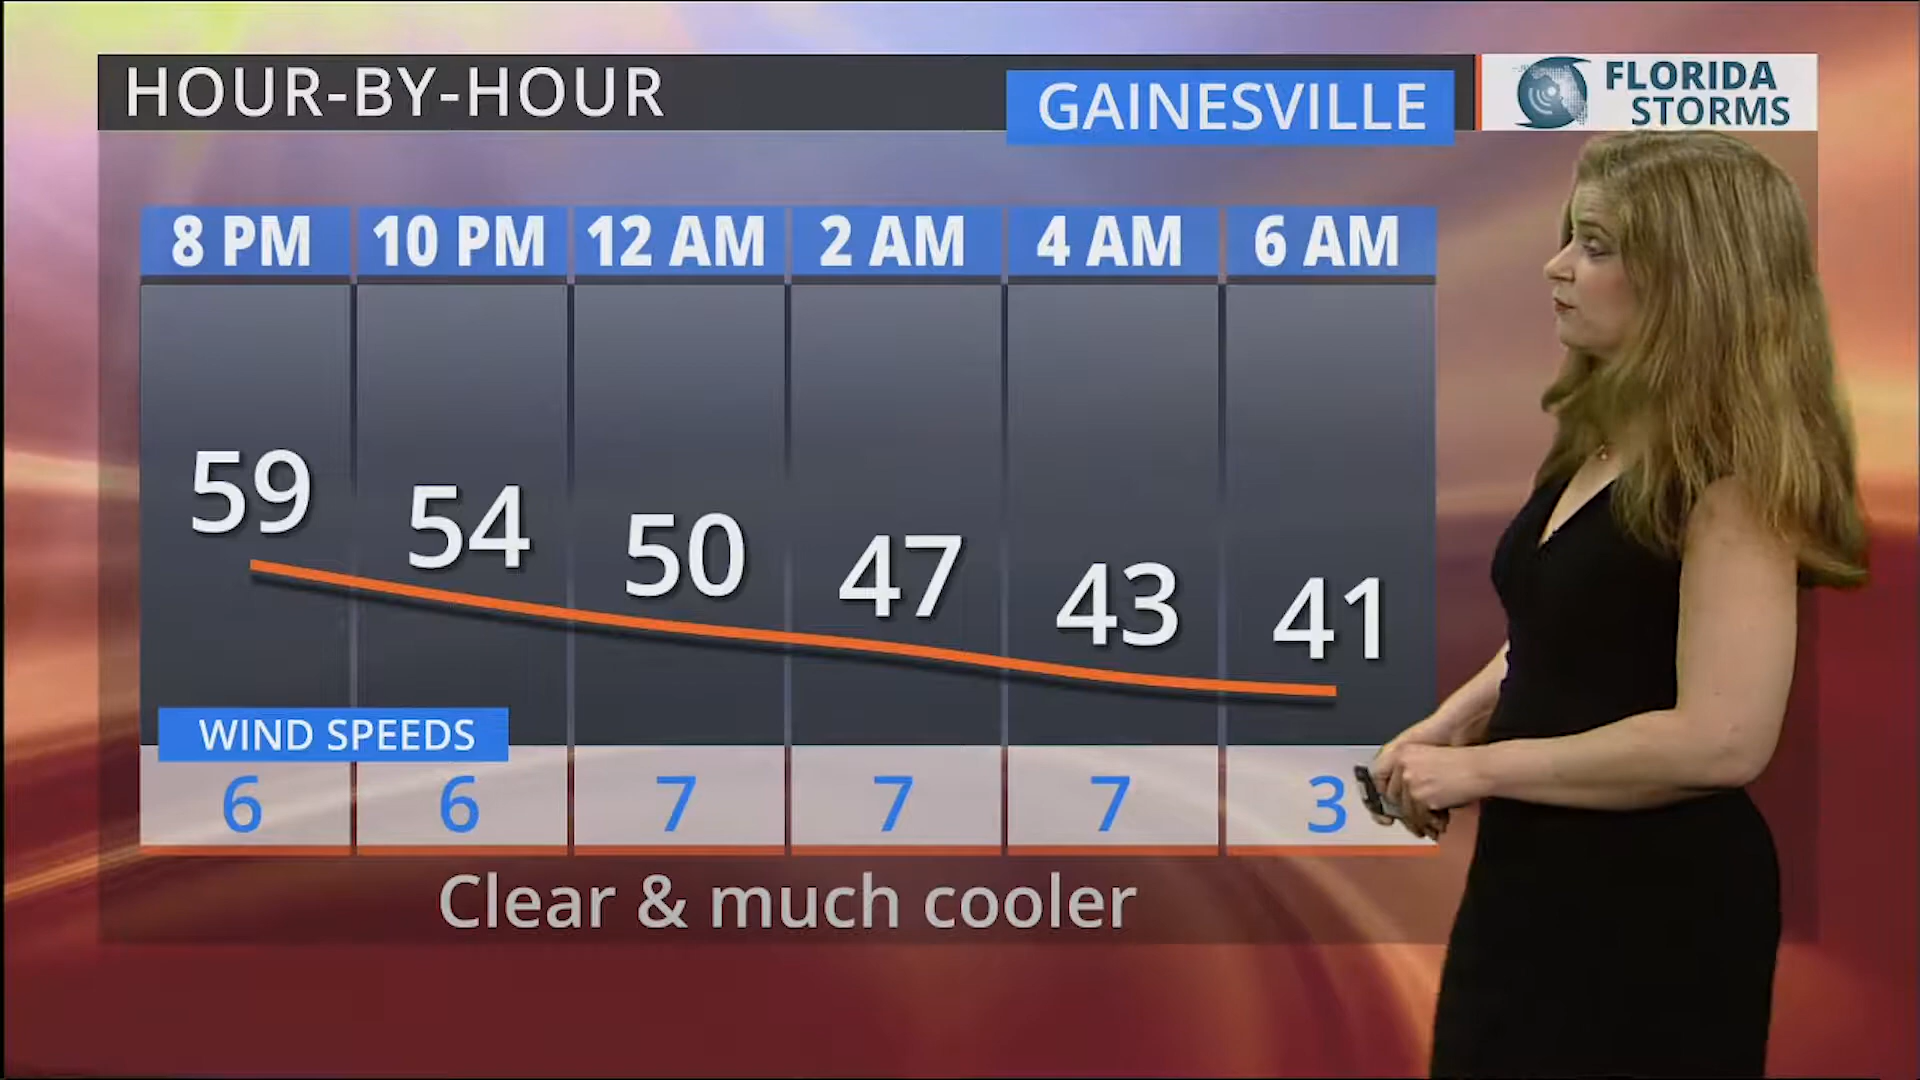 HOUR-BY-HOUR
GAINESVILLE
FLORIDA
STORMS
8 PM 10 PM 12 AM 2 AM 4 AM 6 AM
59 54 50 47 43 41
WIND SPEEDS
6 6 7 7 7 3
Clear & much cooler